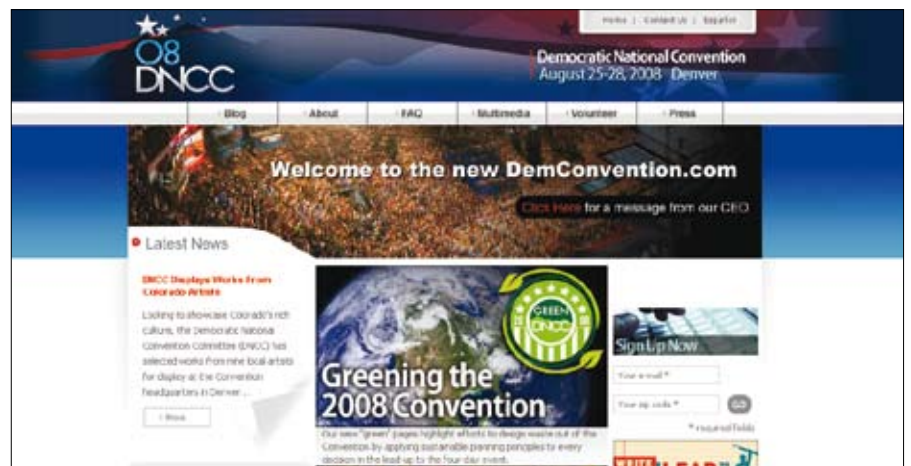 Home | Contact Us | Español
08
DNCC
Democratic National Convention
August 25-28, 2008 Denver
Blog
About
FAQ
Multimedia
Volunteer
Press
Welcome to the new DemConvention.com
Click Here for a message from our CEO
Latest News
DNCC Displays Works From
Colorado Artists
Looking to showcase Colorado's rich
culture, the Democratic National
Convention Committee (DNCC) has
selected works from nine local artists
for display at the Convention
headquarters in Denver ...
More
GREEN
DNCC
Greening the
2008 Convention
Our new "green" pages highlight efforts to design waste out of the
Convention by applying sustainable planning principles to every
decision in the lead up to the four day event.
Sign Up Now
Your e-mail *
Your zip code *
GO
* required fields